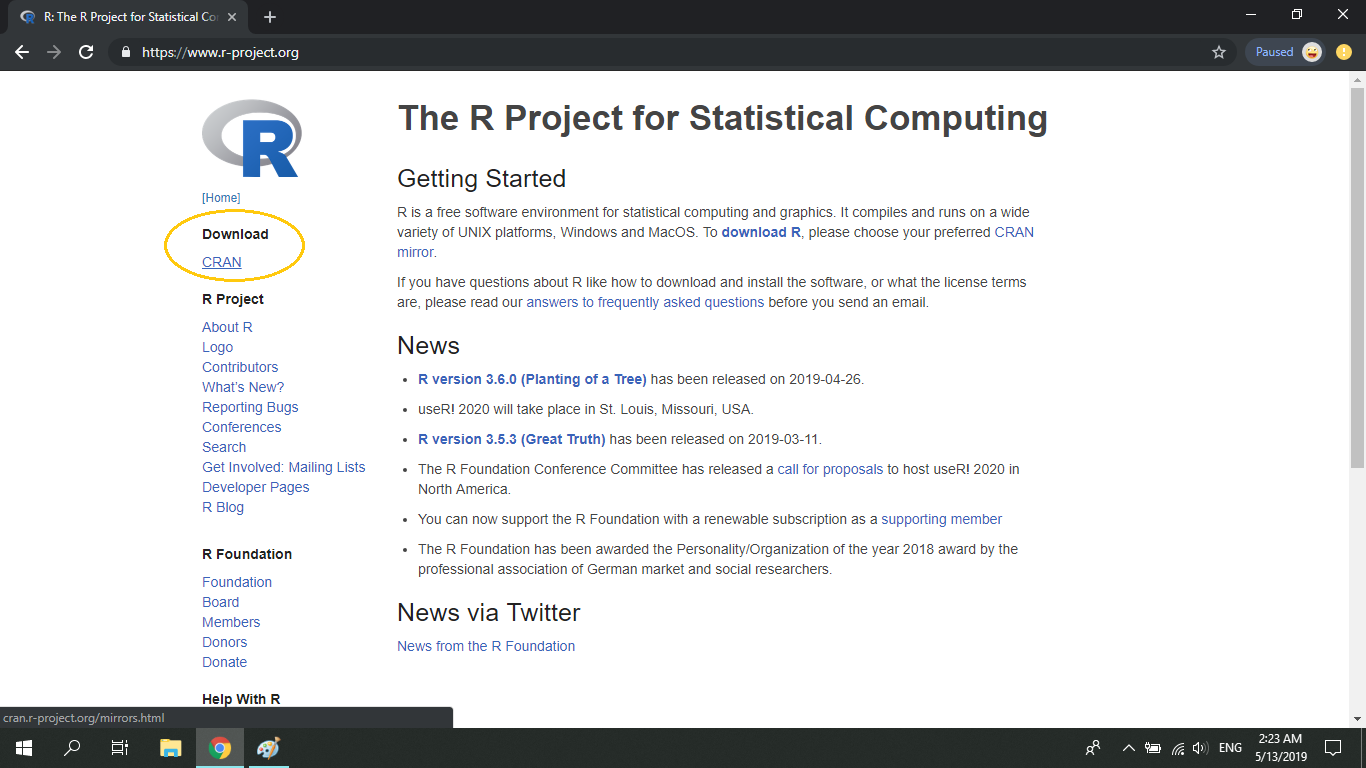 R: The R Project for Statistical Co
https://www.r-project.org
Paused
R
[Home]
Download
CRAN
R Project
About R
Logo
Contributors
What's New?
Reporting Bugs
Conferences
Search
Get Involved: Mailing Lists
Developer Pages
R Blog
R Foundation
Foundation
Board
Members
Donors
Donate
Help With R
The R Project for Statistical Computing
Getting Started
R is a free software environment for statistical computing and graphics. It compiles and runs on a wide
variety of UNIX platforms, Windows and MacOS. To download R, please choose your preferred CRAN
mirror.
If you have questions about R like how to download and install the software, or what the license terms
are, please read our answers to frequently asked questions before you send an email.
News
• R version 3.6.0 (Planting of a Tree) has been released on 2019-04-26.
• useR! 2020 will take place in St. Louis, Missouri, USA.
• R version 3.5.3 (Great Truth) has been released on 2019-03-11.
• The R Foundation Conference Committee has released a call for proposals to host useR! 2020 in
North America.
• You can now support the R Foundation with a renewable subscription as a supporting member
• The R Foundation has been awarded the Personality/Organization of the year 2018 award by the
professional association of German market and social researchers.
News via Twitter
News from the R Foundation
cran.r-project.org/mirrors.html
ENG
2:23 AM
5/13/2019